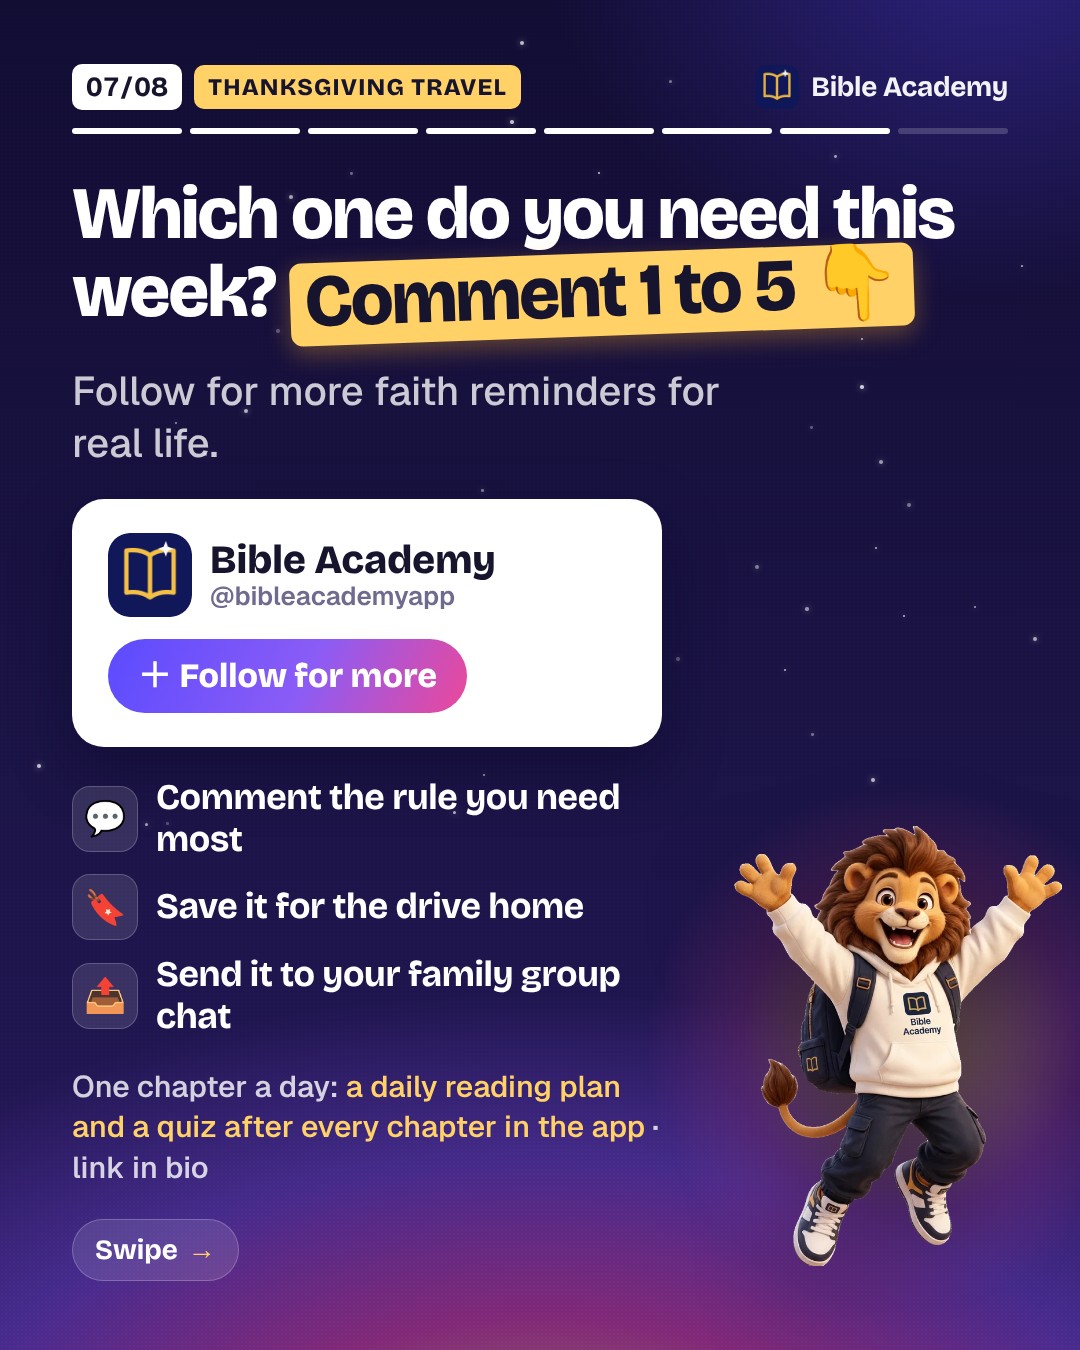 07/08 THANKSGIVING TRAVEL
Bible Academy
Which one do you need this
week? Comment 1 to 5 👇
Follow for more faith reminders for
real life.
Bible Academy
@bibleacademyapp
+ Follow for more
Comment the rule you need
most
Save it for the drive home
Send it to your family group
chat
Bible
Academy
One chapter a day: a daily reading plan
and a quiz after every chapter in the app ·
link in bio
Swipe →